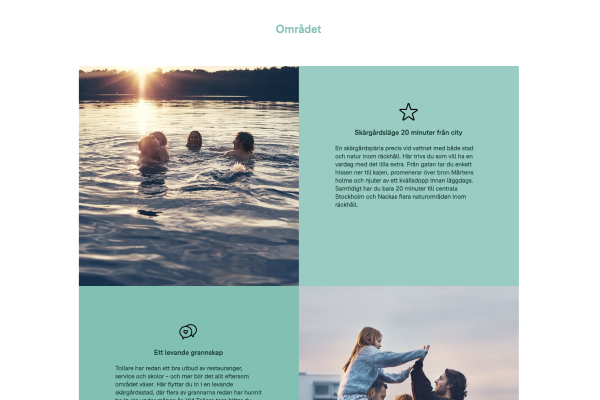 Området
Skärgårdsläge 20 minuter från city
En skärgårdspärla precis vid vattnet med både stad
och natur inom räckhåll. Här trivs du som vill ha en
vardag med det lilla extra. Från gatan tar du enkelt
hissen ner till kajen, promenerar över bron Mårtens
holme och njuter av ett kvällsdopp innan läggdags.
Samtidigt har du bara 20 minuter till centrala
Stockholm och Nackas flera naturområden inom
räckhåll.
Ett levande grannskap
Tollare har redan ett bra utbud av restauranger,
service och skolor – och mer blir det allt eftersom
området växer. Här flyttar du in i en levande
skärgårdsstad, där flera av grannarna redan har hunnit